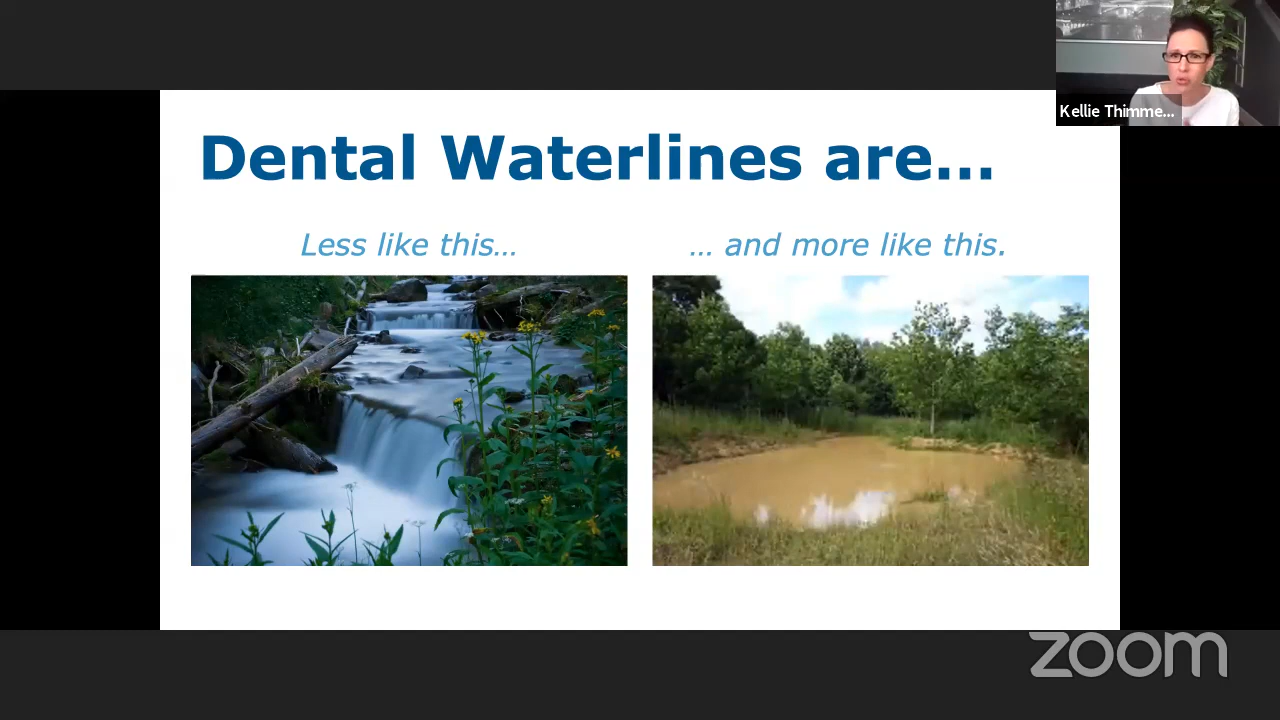 Kellie Thimme...
Dental Waterlines are...
Less like this...
... and more like this.
zoom